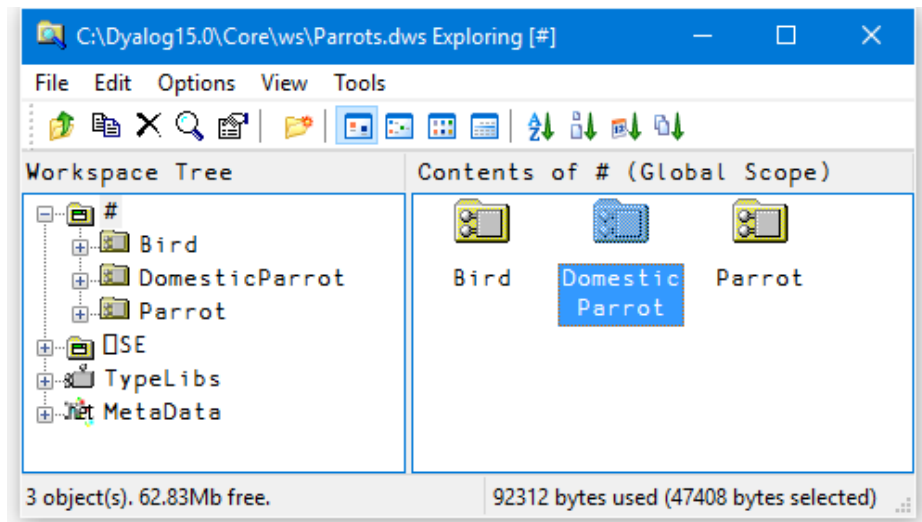 C:\Dyalog15.0\Core\ws\Parrots.dws Exploring [#]
File Edit Options View Tools
Workspace Tree
Contents of # (Global Scope)
#
Bird
DomesticParrot
Parrot
⎕SE
TypeLibs
.net MetaData
Bird
Domestic
Parrot
Parrot
3 object(s). 62.83Mb free.
92312 bytes used (47408 bytes selected)